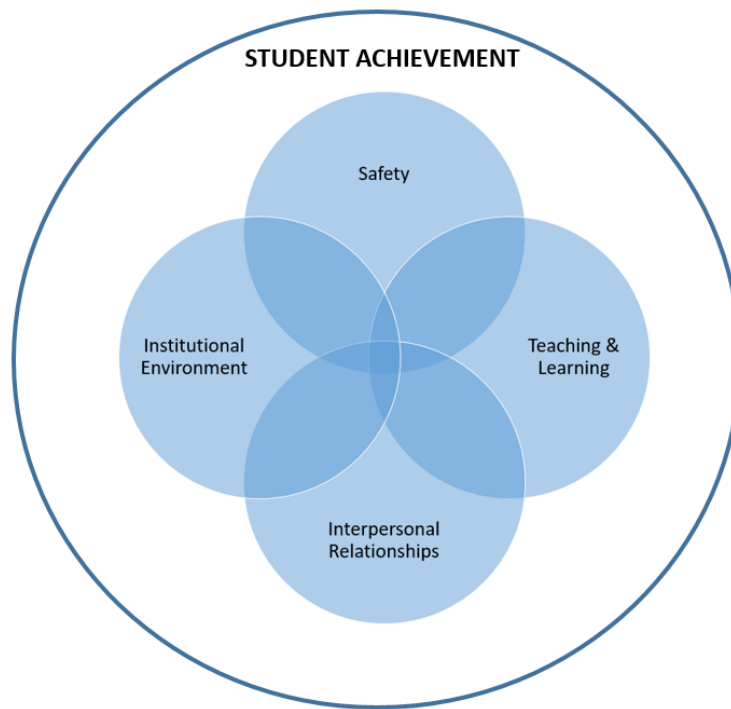 STUDENT ACHIEVEMENT
Safety
Institutional
Environment
Teaching &
Learning
Interpersonal
Relationships